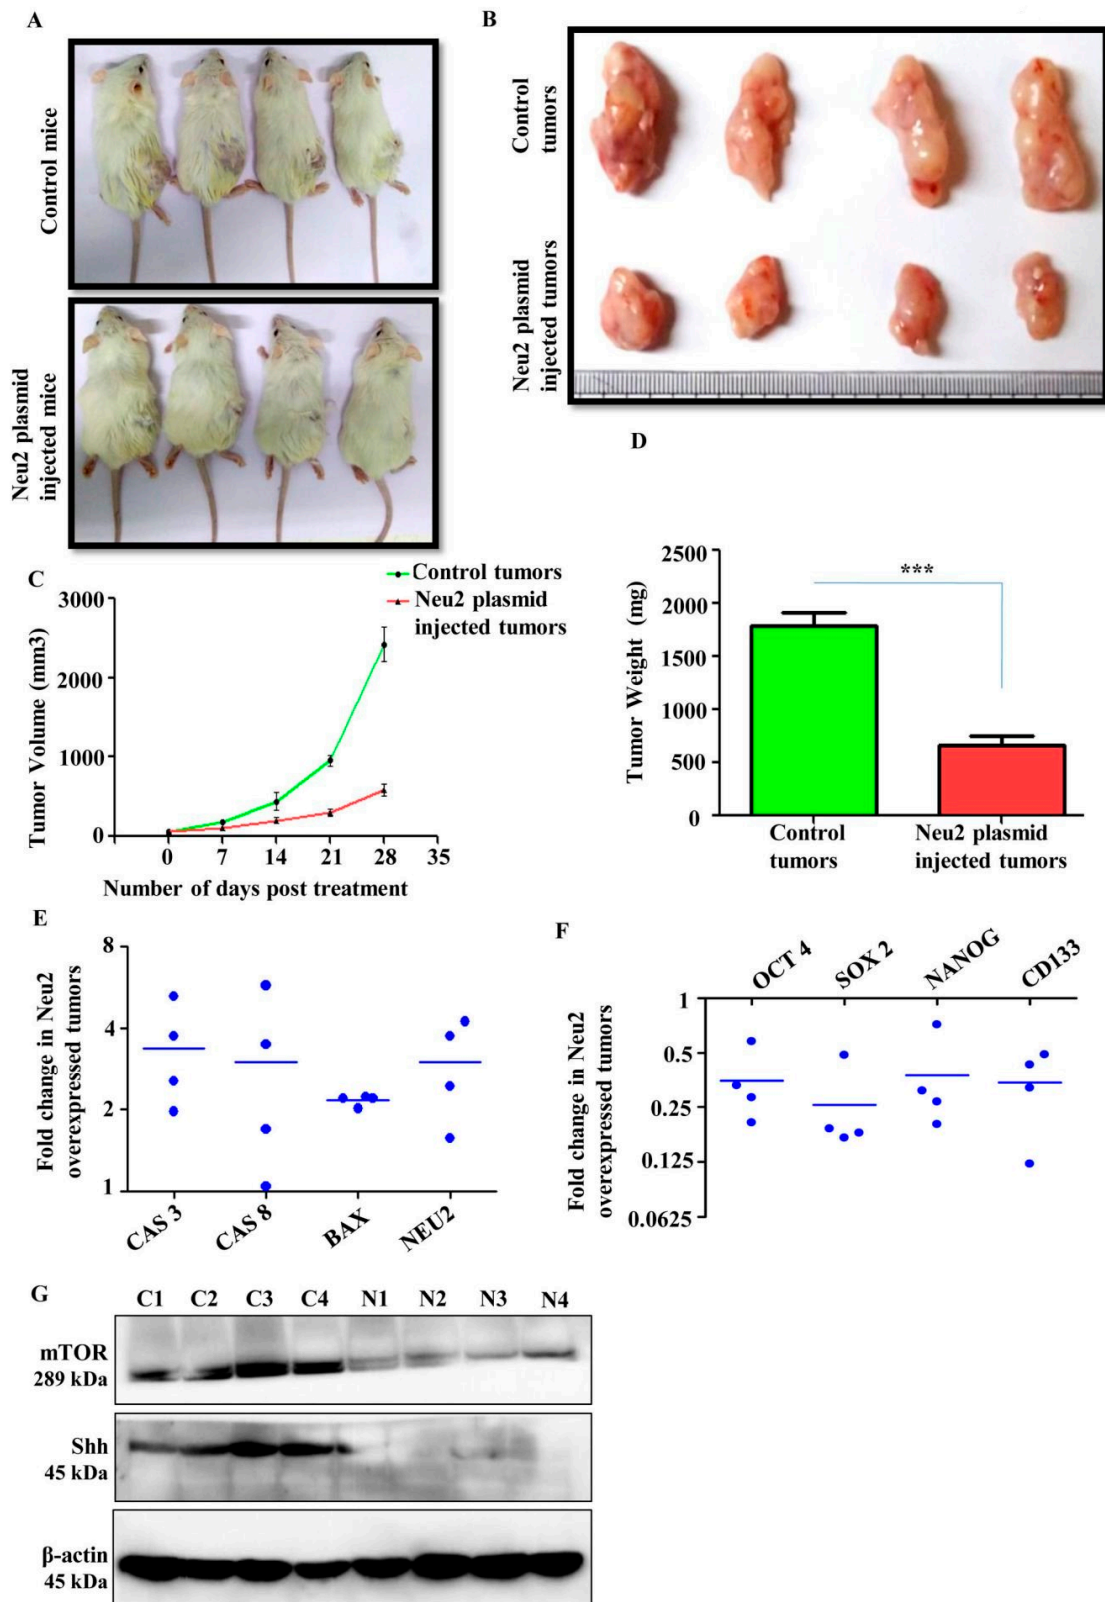 A
Control mice
Neu2 plasmid
injected mice
B
Control
tumors
Neu2 plasmid
injected tumors
C
Control tumors
Neu2 plasmid
injected tumors
Tumor Volume (mm3)
3000
2000
1000
0
0 7 14 21 28 35
Number of days post treatment
D
Tumor Weight (mg)
2500
2000
1500
1000
500
0
***
Control
tumors
Neu2 plasmid
injected tumors
E
Fold change in Neu2
overexpressed tumors
8
4
2
1
CAS 3 CAS 8 BAX NEU2
F
OCT 4 SOX 2 NANOG CD133
Fold change in Neu2
overexpressed tumors
1
0.5
0.25
0.125
0.0625
G
C1 C2 C3 C4 N1 N2 N3 N4
mTOR
289 kDa
Shh
45 kDa
β-actin
45 kDa